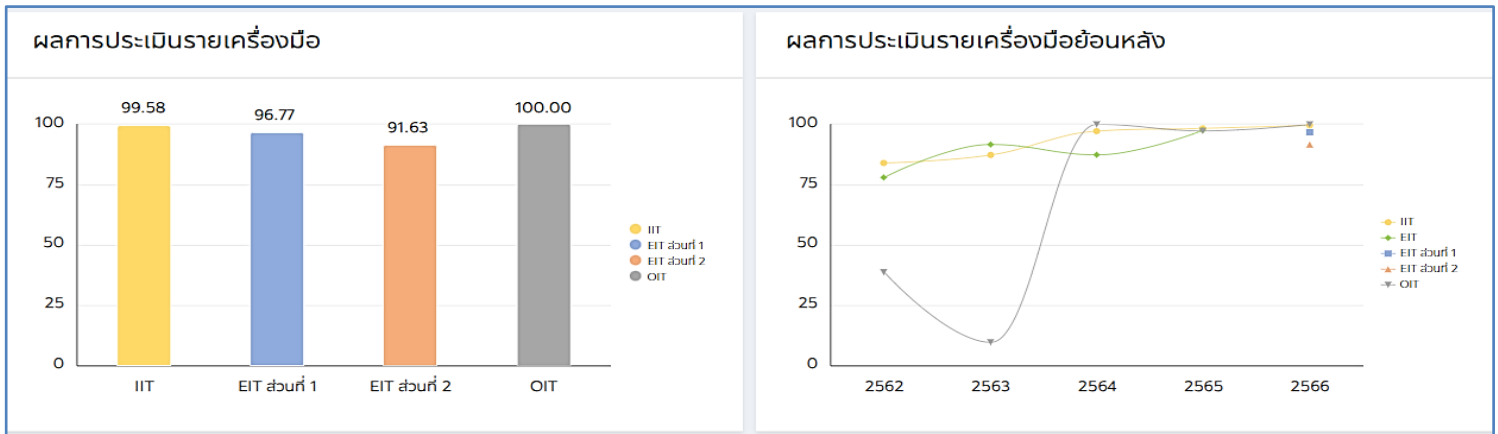 ผลการประเมินรายเครื่องมือ
99.58
96.77
91.63
100.00
100
75
50
25
0
IIT
EIT ส่วนที่ 1
EIT ส่วนที่ 2
OIT
IIT
EIT ส่วนที่ 1
EIT ส่วนที่ 2
OIT
ผลการประเมินรายเครื่องมือย้อนหลัง
100
75
50
25
0
2562
2563
2564
2565
2566
IIT
EIT
EIT ส่วนที่ 1
EIT ส่วนที่ 2
OIT